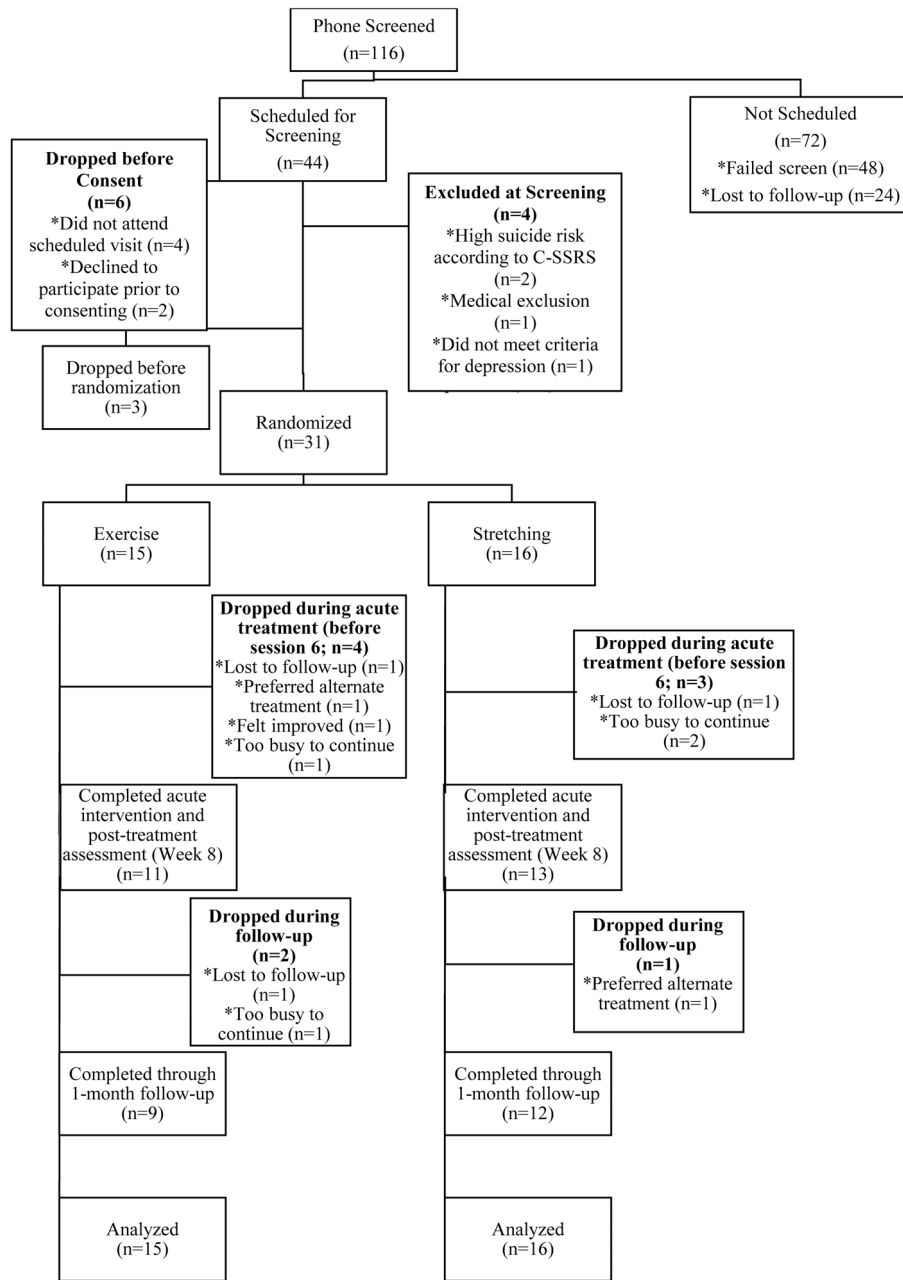 Phone Screened
(n=116)
Scheduled for
Screening
(n=44)
Not Scheduled
(n=72)
*Failed screen (n=48)
*Lost to follow-up (n=24)
Dropped before
Consent
(n=6)
*Did not attend
scheduled visit (n=4)
*Declined to
participate prior to
consenting (n=2)
Excluded at Screening
(n=4)
*High suicide risk
according to C-SSRS
(n=2)
*Medical exclusion
(n=1)
*Did not meet criteria
for depression (n=1)
Dropped before
randomization
(n=3)
Randomized
(n=31)
Exercise
(n=15)
Stretching
(n=16)
Dropped during acute
treatment (before
session 6; n=4)
*Lost to follow-up (n=1)
*Preferred alternate
treatment (n=1)
*Felt improved (n=1)
*Too busy to continue
(n=1)
Dropped during acute
treatment (before session
6; n=3)
*Lost to follow-up (n=1)
*Too busy to continue
(n=2)
Completed acute
intervention and
post-treatment
assessment (Week 8)
(n=11)
Completed acute
intervention and
post-treatment
assessment (Week 8)
(n=13)
Dropped during
follow-up
(n=2)
*Lost to follow-up
(n=1)
*Too busy to
continue (n=1)
Dropped during
follow-up
(n=1)
*Preferred alternate
treatment (n=1)
Completed through
1-month follow-up
(n=9)
Completed through
1-month follow-up
(n=12)
Analyzed
(n=15)
Analyzed
(n=16)